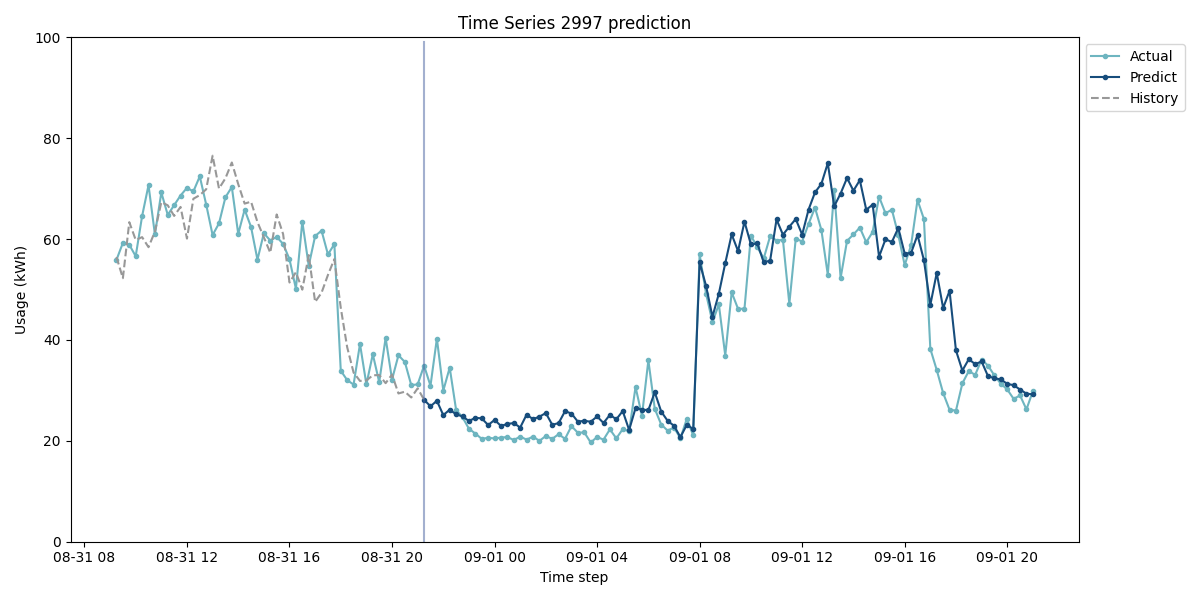 Time Series 2997 prediction
100
80
60
40
20
0
Usage (kWh)
08-31 08
08-31 12
08-31 16
08-31 20
09-01 00
09-01 04
09-01 08
09-01 12
09-01 16
09-01 20
Time step
Actual
Predict
History